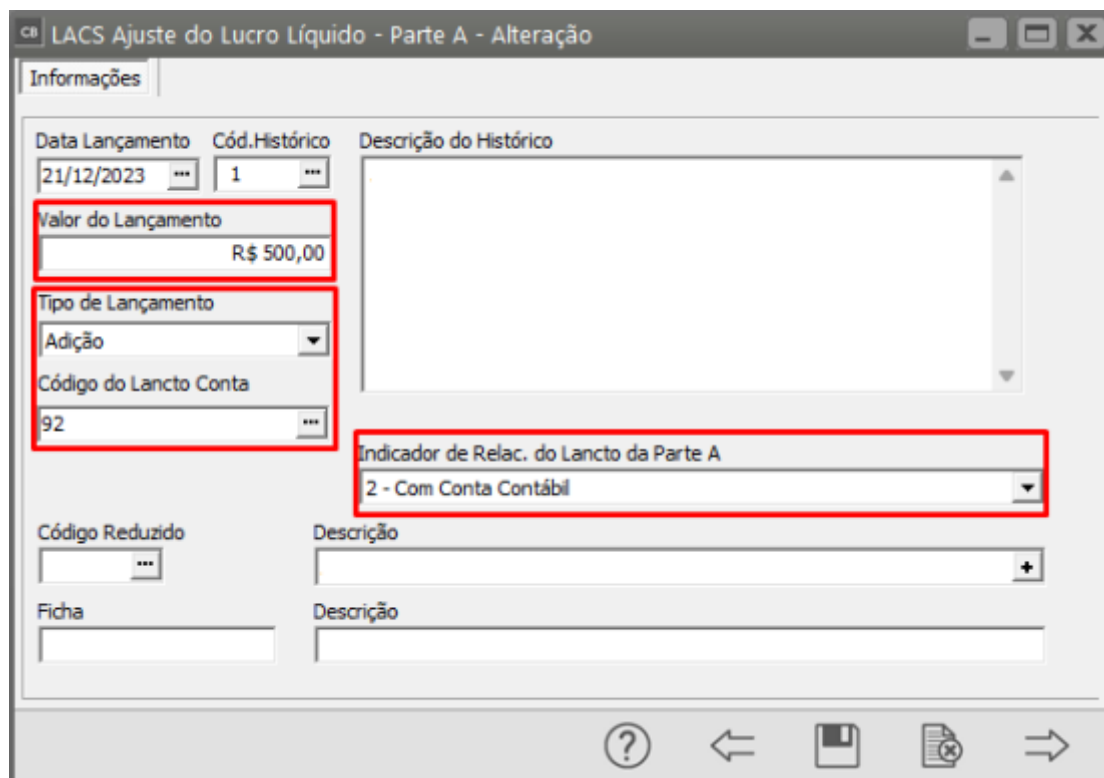 CB LACS Ajuste do Lucro Líquido - Parte A - Alteração
Informações
Data Lançamento Cód.Histórico Descrição do Histórico
21/12/2023 ... 1 ...
Valor do Lançamento
R$ 500,00
Tipo de Lançamento
Adição
Código do Lancto Conta
92 ...
Indicador de Relac. do Lancto da Parte A
2 - Com Conta Contábil
Código Reduzido Descrição
... +
Ficha Descrição
?